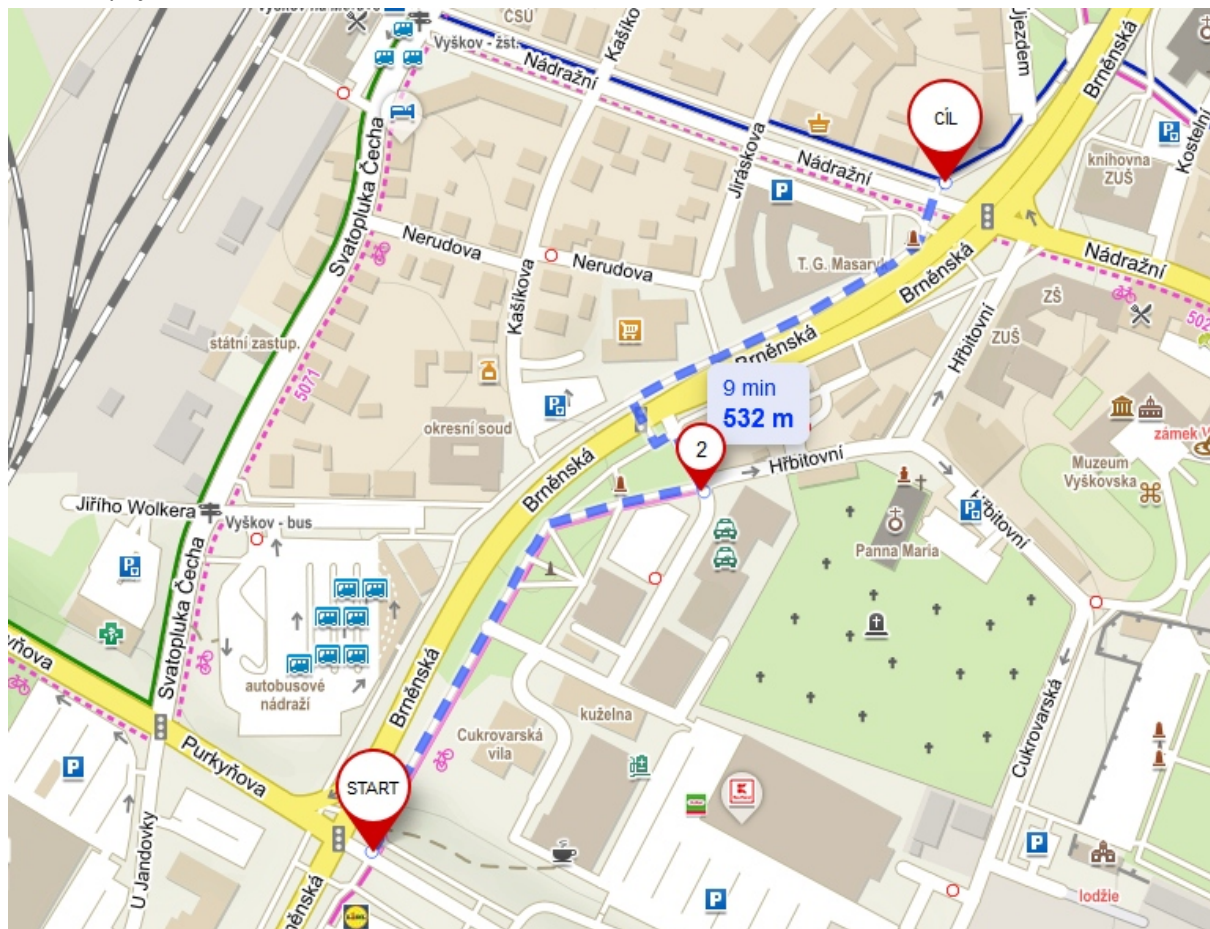 ČSÚ
Kašíkova
Újezdem
Brněnská
Vyškov - žst.
Nádražní
CÍL
Kostelní
knihovna
ZUŠ
Jiráskova
Nádražní
Svatopluka Čecha
Nerudova
Nerudova
T. G. Masaryk
Brněnská
Nádražní
ZŠ
ZUŠ
502
Kašíkova
Hřbitovní
státní zastup.
5071
Brněnská
9 min
532 m
okresní soud
2
Hřbitovní
zámek V
Muzeum
Vyškovska
Brněnská
Jiřího Wolkera
Vyškov - bus
Hřbitovní
Panna Maria
Svatopluka Čecha
autobusové
nádraží
Brněnská
kuželna
Cukrovarská
vila
Cukrovarská
Purkyňova
START
U Jandovky
lodžie
Brněnská